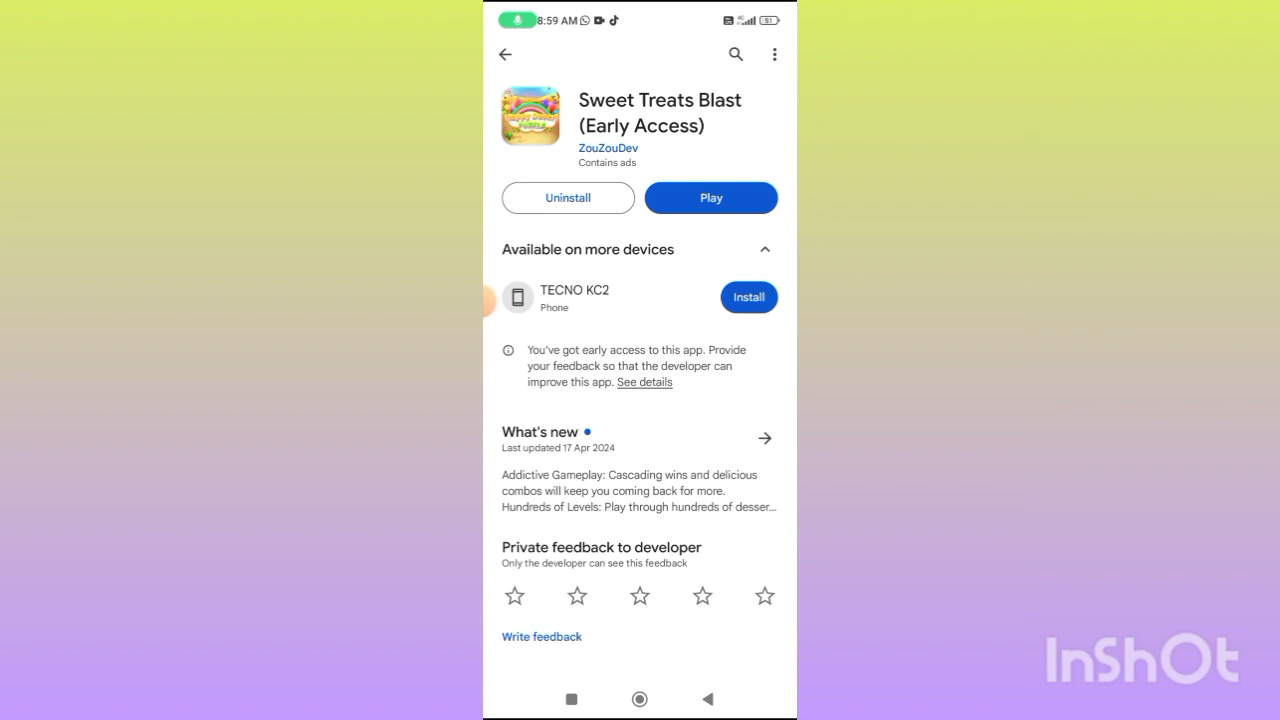 8:59 AM
51
Sweet Treats Blast
(Early Access)
ZouZouDev
Contains ads
Uninstall
Play
Available on more devices
TECNO KC2
Phone
Install
You've got early access to this app. Provide
your feedback so that the developer can
improve this app. See details
What's new
Last updated 17 Apr 2024
Addictive Gameplay: Cascading wins and delicious
combos will keep you coming back for more.
Hundreds of Levels: Play through hundreds of desser...
Private feedback to developer
Only the developer can see this feedback
Write feedback
InShOt